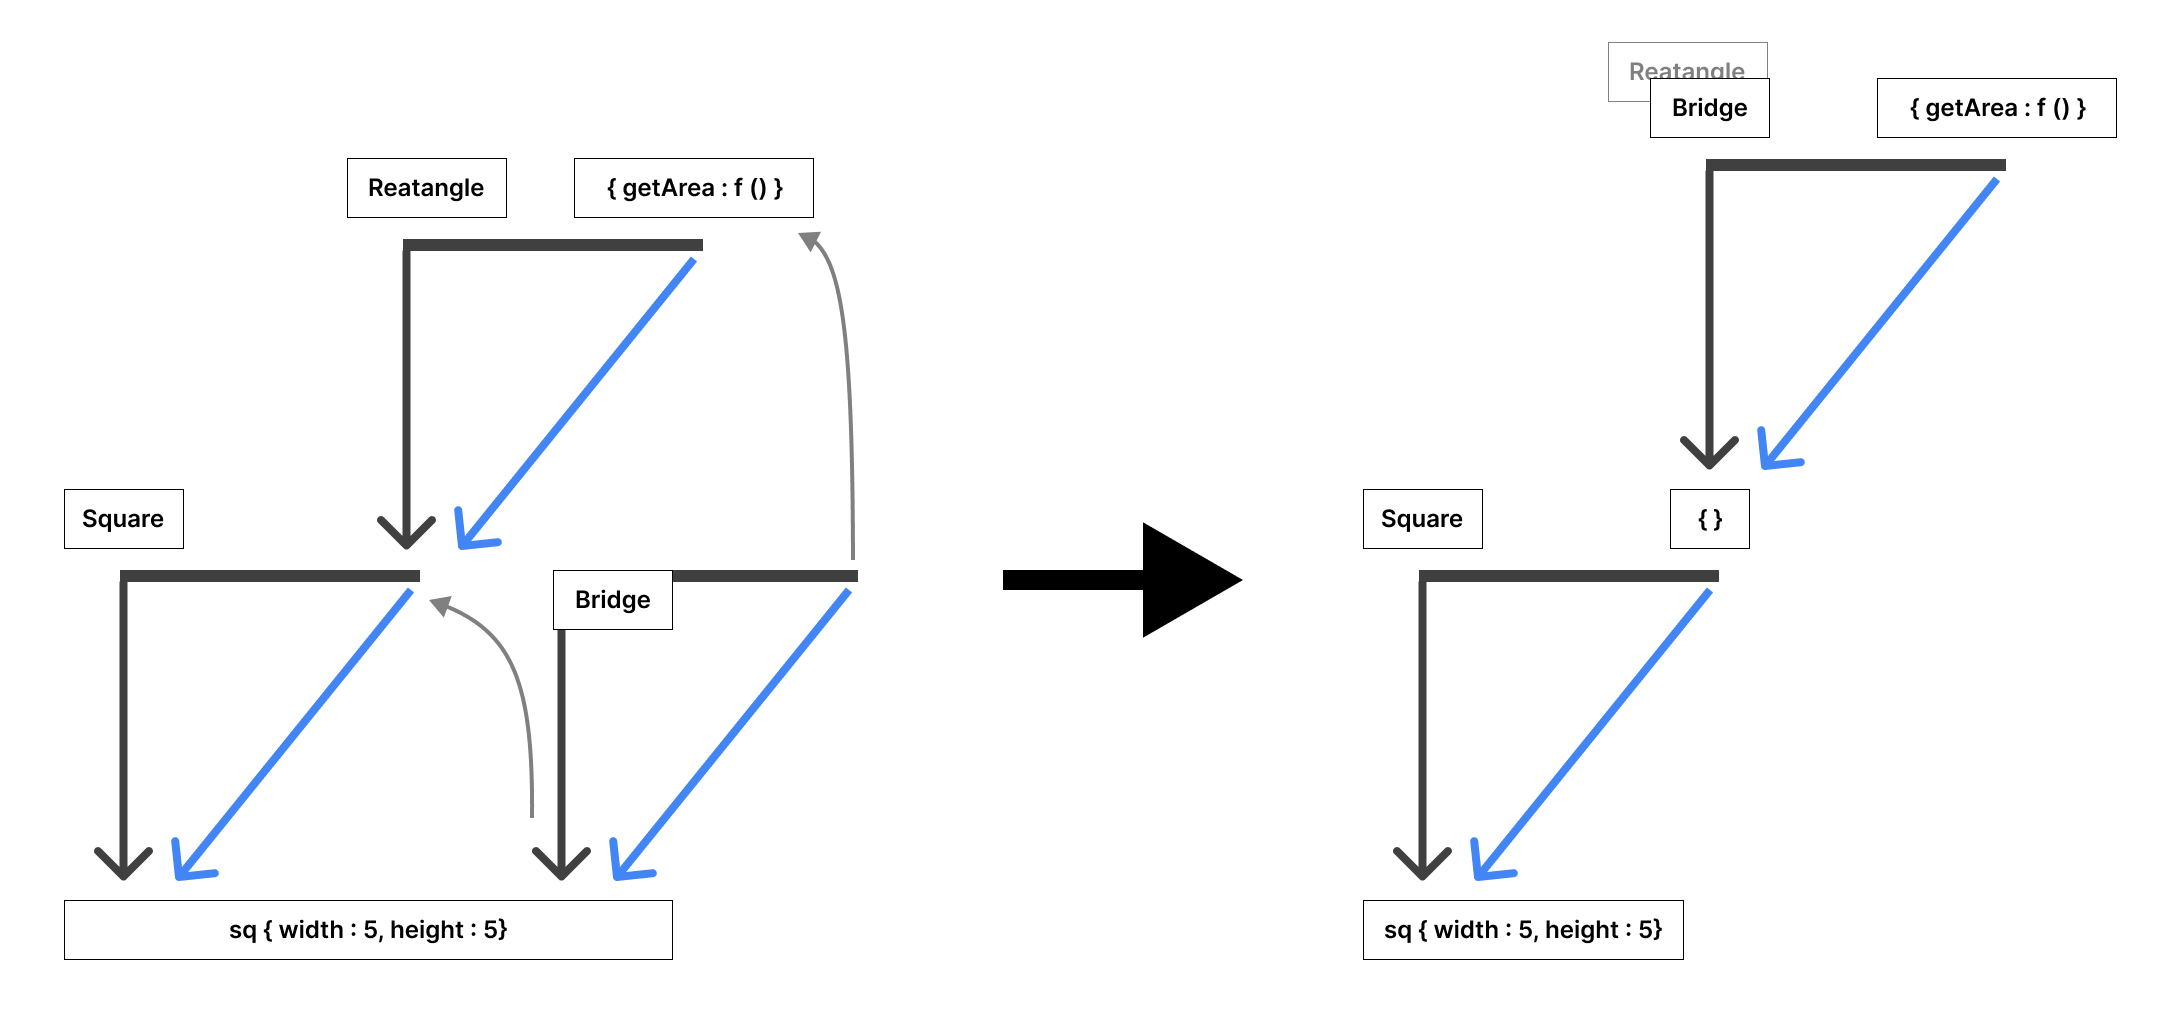 Reatangle
{ getArea : f () }
Square
Bridge
sq { width : 5, height : 5}
Reatangle
Bridge
{ getArea : f () }
Square
{ }
sq { width : 5, height : 5}